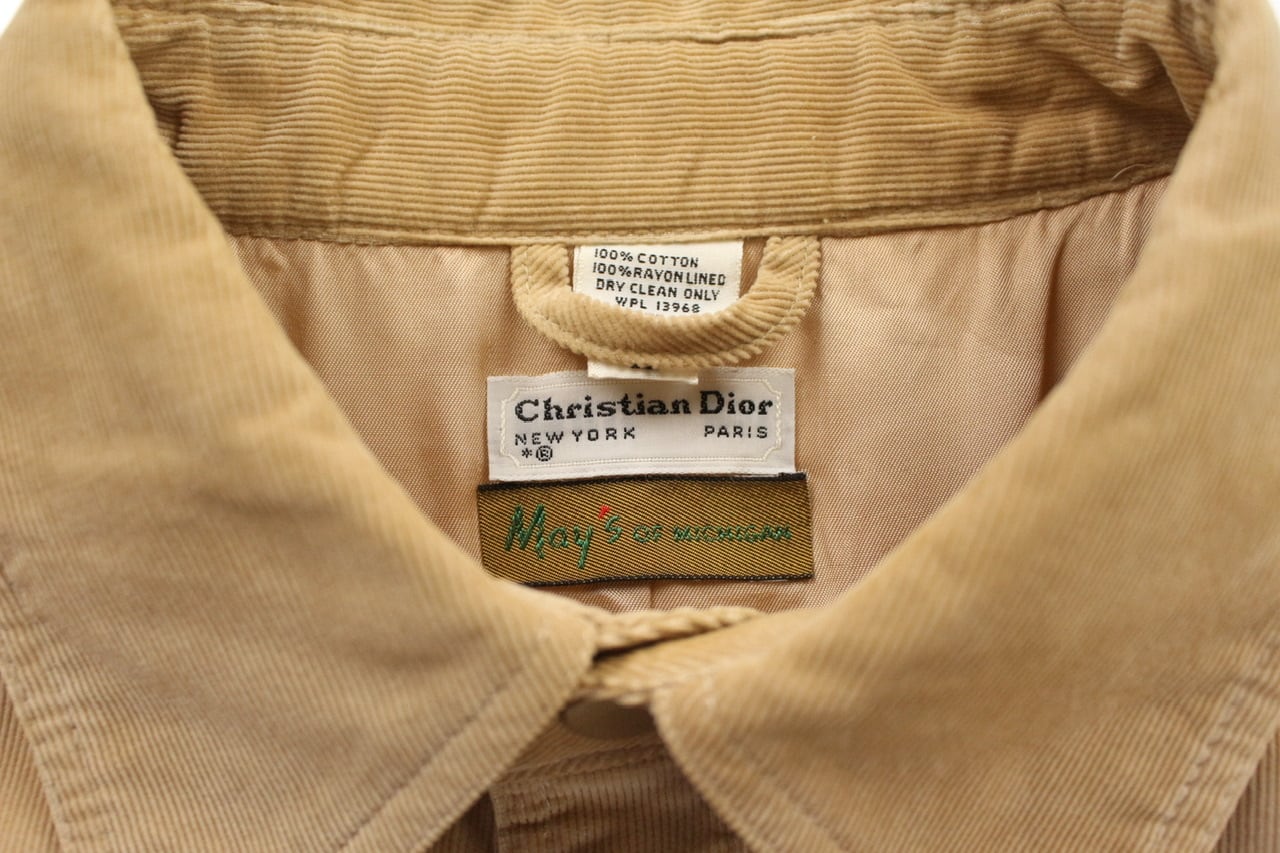 100% COTTON
100% RAYON LINED
DRY CLEAN ONLY
WPL 13968
Christian Dior
NEW YORK PARIS
*®
May's OF MICHIGAN